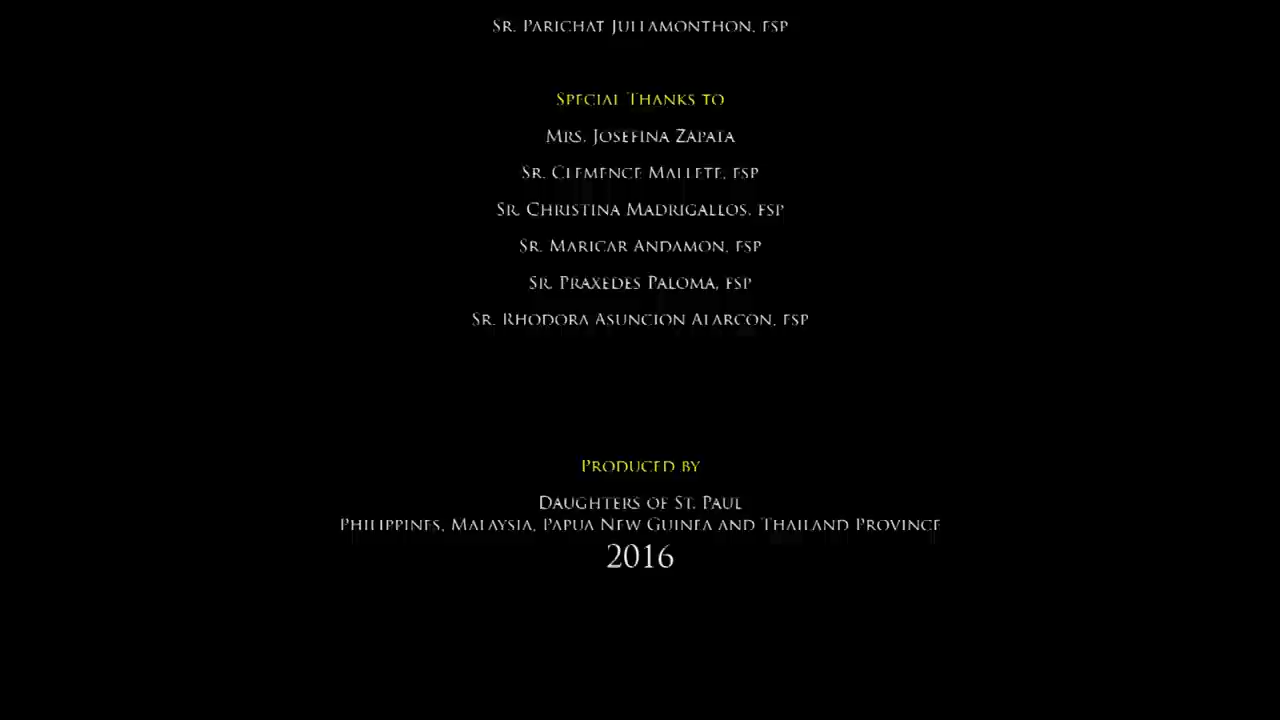 Sr. Parichat Jullamonthon, fsp
Special Thanks to
Mrs. Josefina Zapata
Sr. Clemence Mallete, fsp
Sr. Christina Madrigallos, fsp
Sr. Maricar Andamon, fsp
Sr. Praxedes Paloma, fsp
Sr. Rhodora Asuncion Alarcon, fsp
Produced by
Daughters of St. Paul
Philippines, Malaysia, Papua New Guinea and Thailand Province
2016